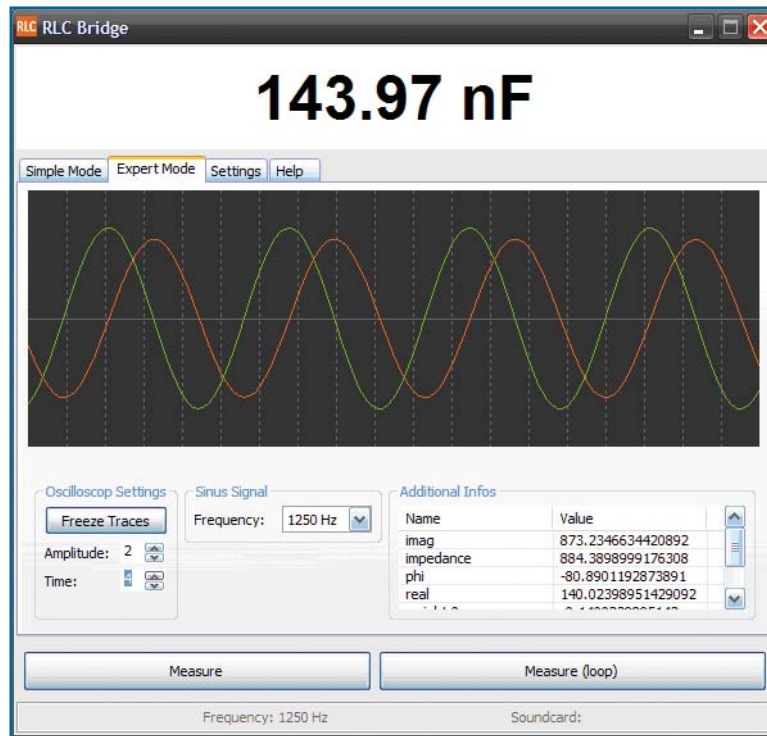 RLC RLC Bridge
143.97 nF
Simple Mode Expert Mode Settings Help
Oscilloscop Settings Sinus Signal Additional Infos
Freeze Traces Frequency: 1250 Hz Name Value
imag 873.2346634420892
Amplitude: 2 impedance 884.3898999176308
phi -80.8901192873891
Time: real 140.02398951429092
Measure Measure (loop)
Frequency: 1250 Hz Soundcard: